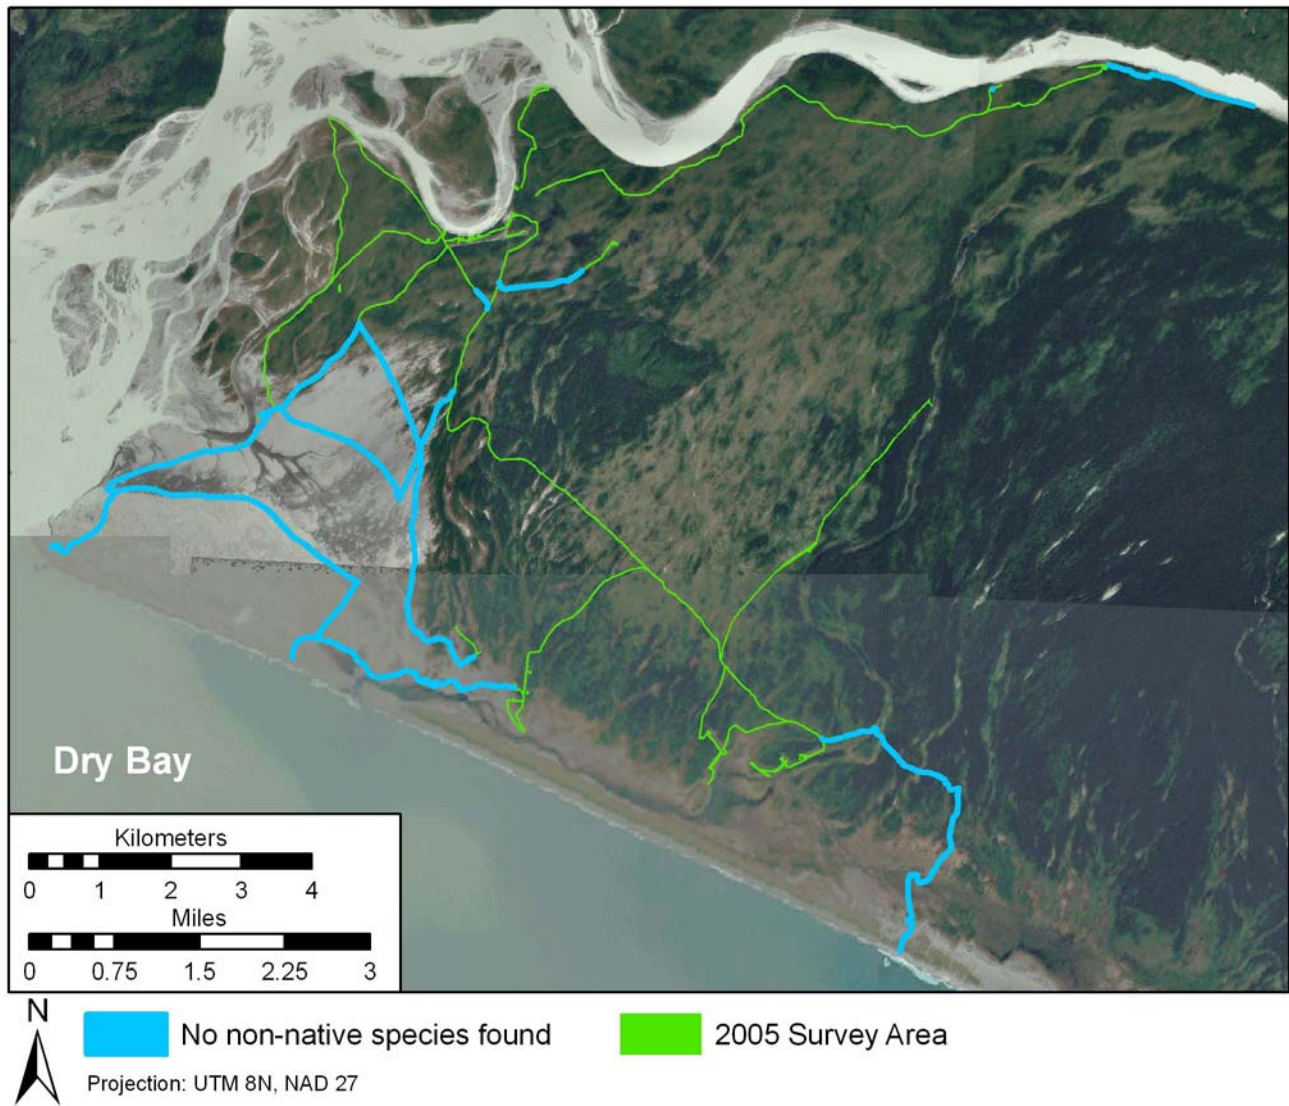 Dry Bay
Kilometers
0 1 2 3 4
Miles
0 0.75 1.5 2.25 3
N
No non-native species found
2005 Survey Area
Projection: UTM 8N, NAD 27